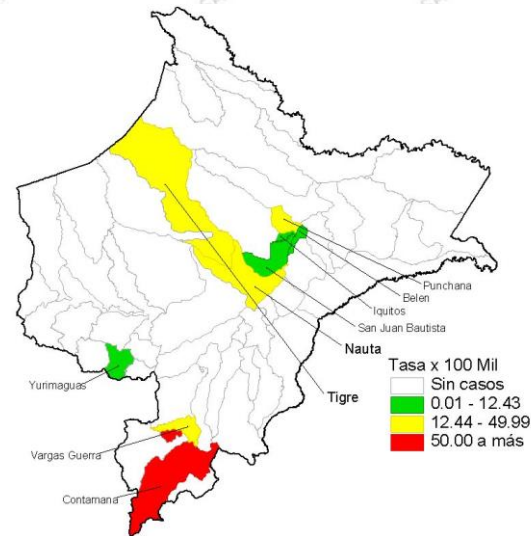 Punchana
Belen
Iquitos
San Juan Bautista
Nauta
Tigre
Yurimaguas
Vargas Guerra
Contamana
Tasa x 100 Mil
Sin casos
0.01 - 12.43
12.44 - 49.99
50.00 a más